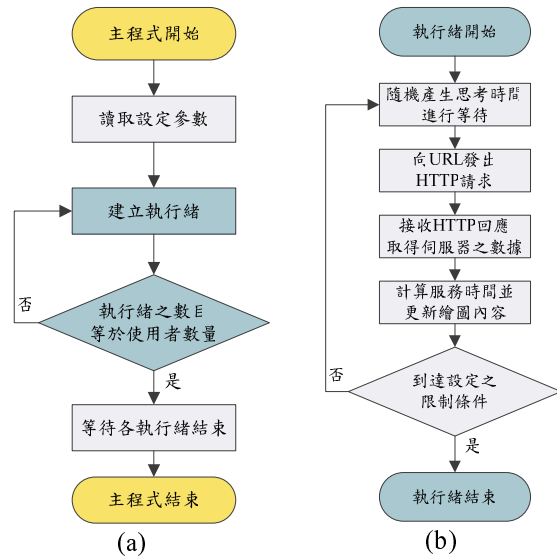 主程式開始
讀取設定參數
建立執行緒
否
執行緒之數目
等於使用者數量
是
等待各執行緒結束
主程式結束
(a)
執行緒開始
隨機產生思考時間
進行等待
向URL發出
HTTP請求
接收HTTP回應
取得伺服器之數據
計算服務時間並
更新繪圖內容
否
到達設定之
限制條件
是
執行緒結束
(b)